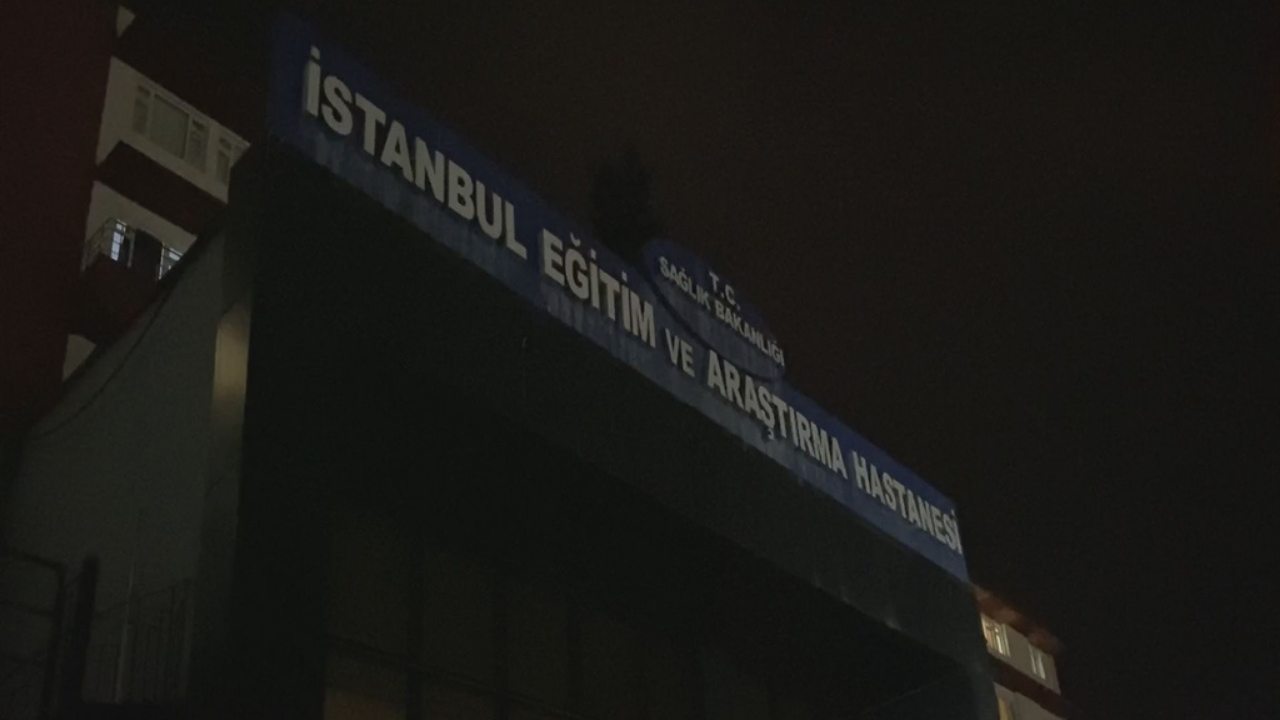 T.C.
SAĞLIK BAKANLIĞI
İSTANBUL EĞİTİM VE ARAŞTIRMA HASTANESİ